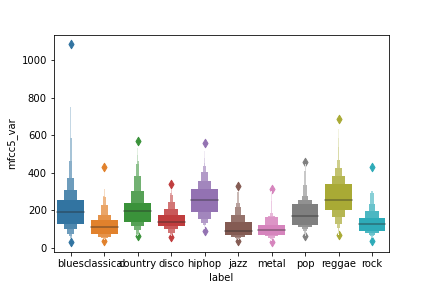 1000
800
600
400
200
0
mfcc5_var
blues classical country disco hiphop jazz metal pop reggae rock
label